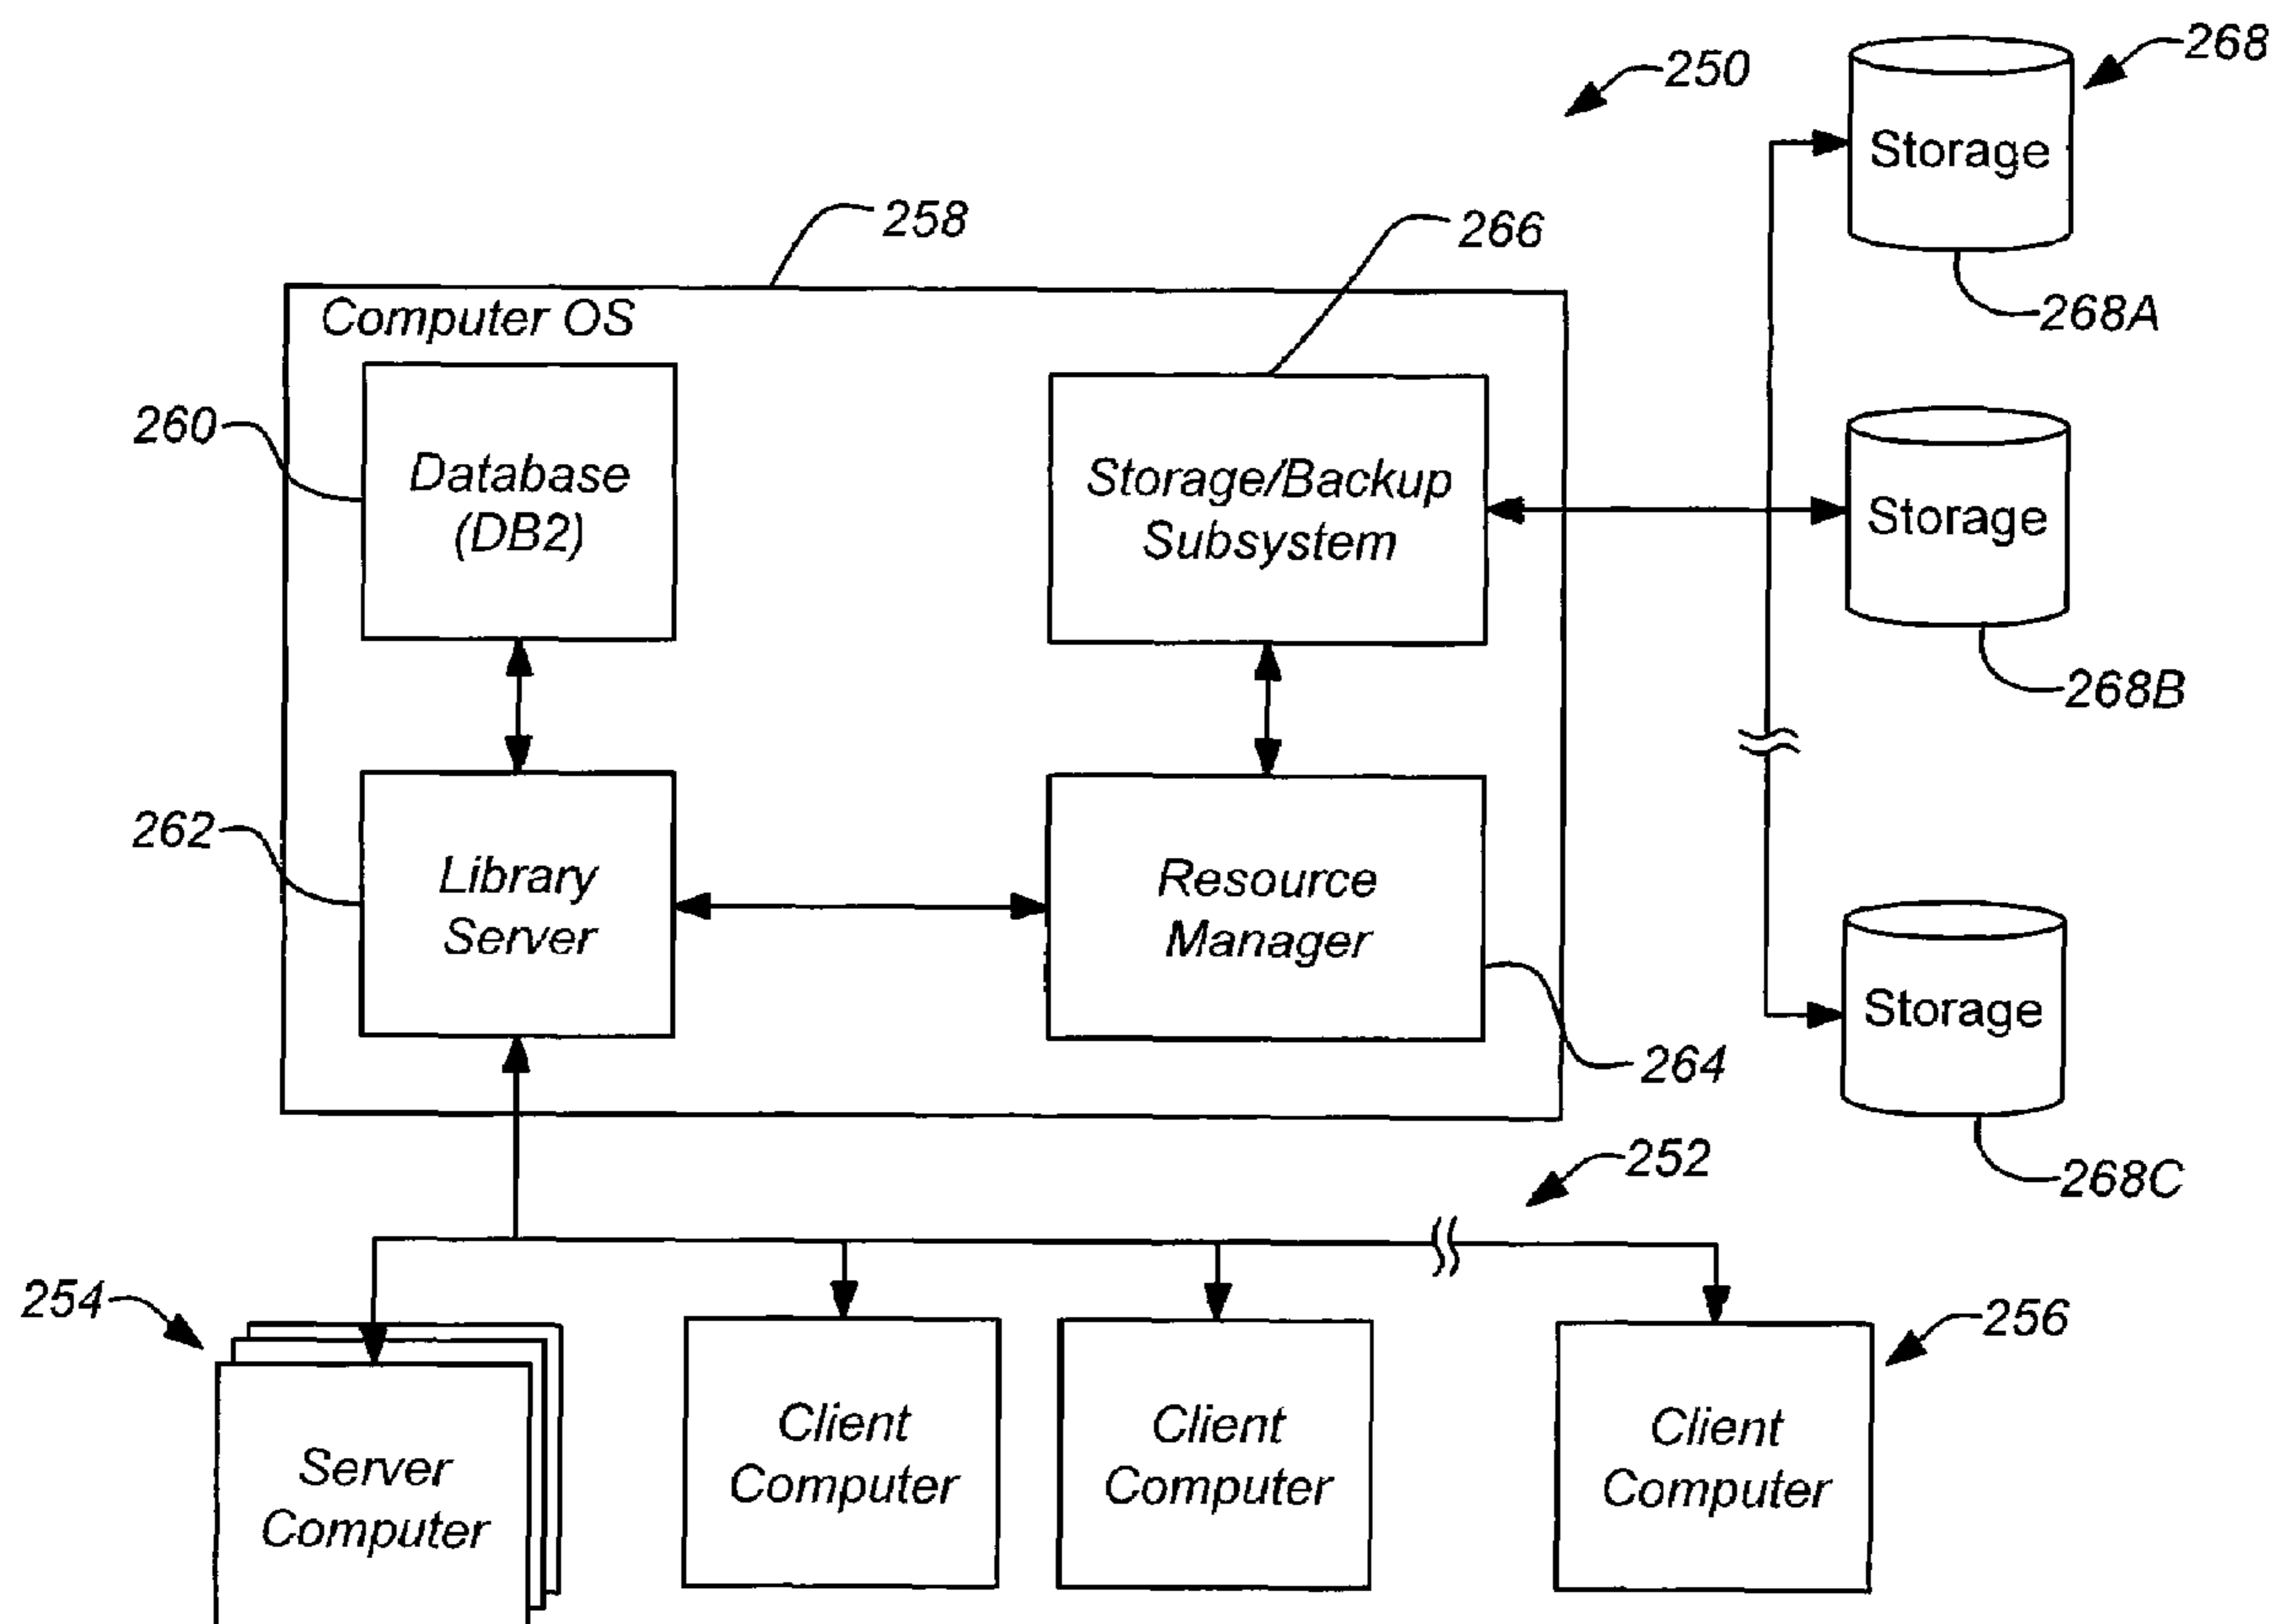 268
250
Storage
258
266
268A
Computer OS
260
Database
(DB2)
Storage/Backup
Subsystem
Storage
268B
262
Library
Server
Resource
Manager
Storage
264
252
268C
254
256
Server
Computer
Client
Computer
Client
Computer
Client
Computer